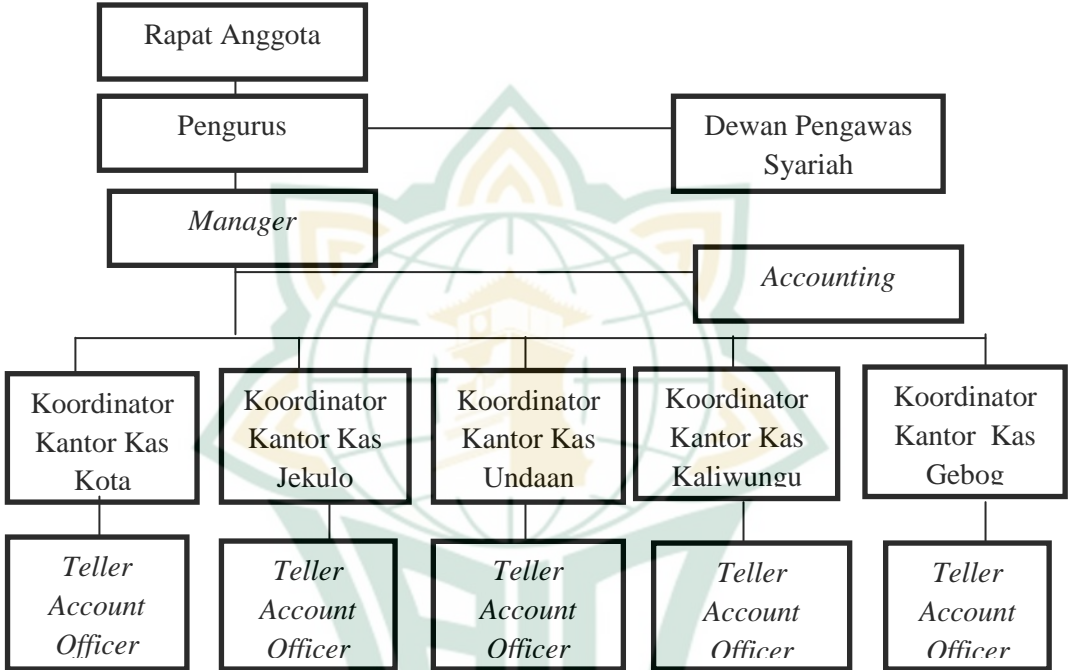 Rapat Anggota
Pengurus
Dewan Pengawas
Syariah
Manager
Accounting
Koordinator
Kantor Kas
Kota
Koordinator
Kantor Kas
Jekulo
Koordinator
Kantor Kas
Undaan
Koordinator
Kantor Kas
Kaliwungu
Koordinator
Kantor Kas
Gebog
Teller
Account
Officer
Teller
Account
Officer
Teller
Account
Officer
Teller
Account
Officer
Teller
Account
Officer